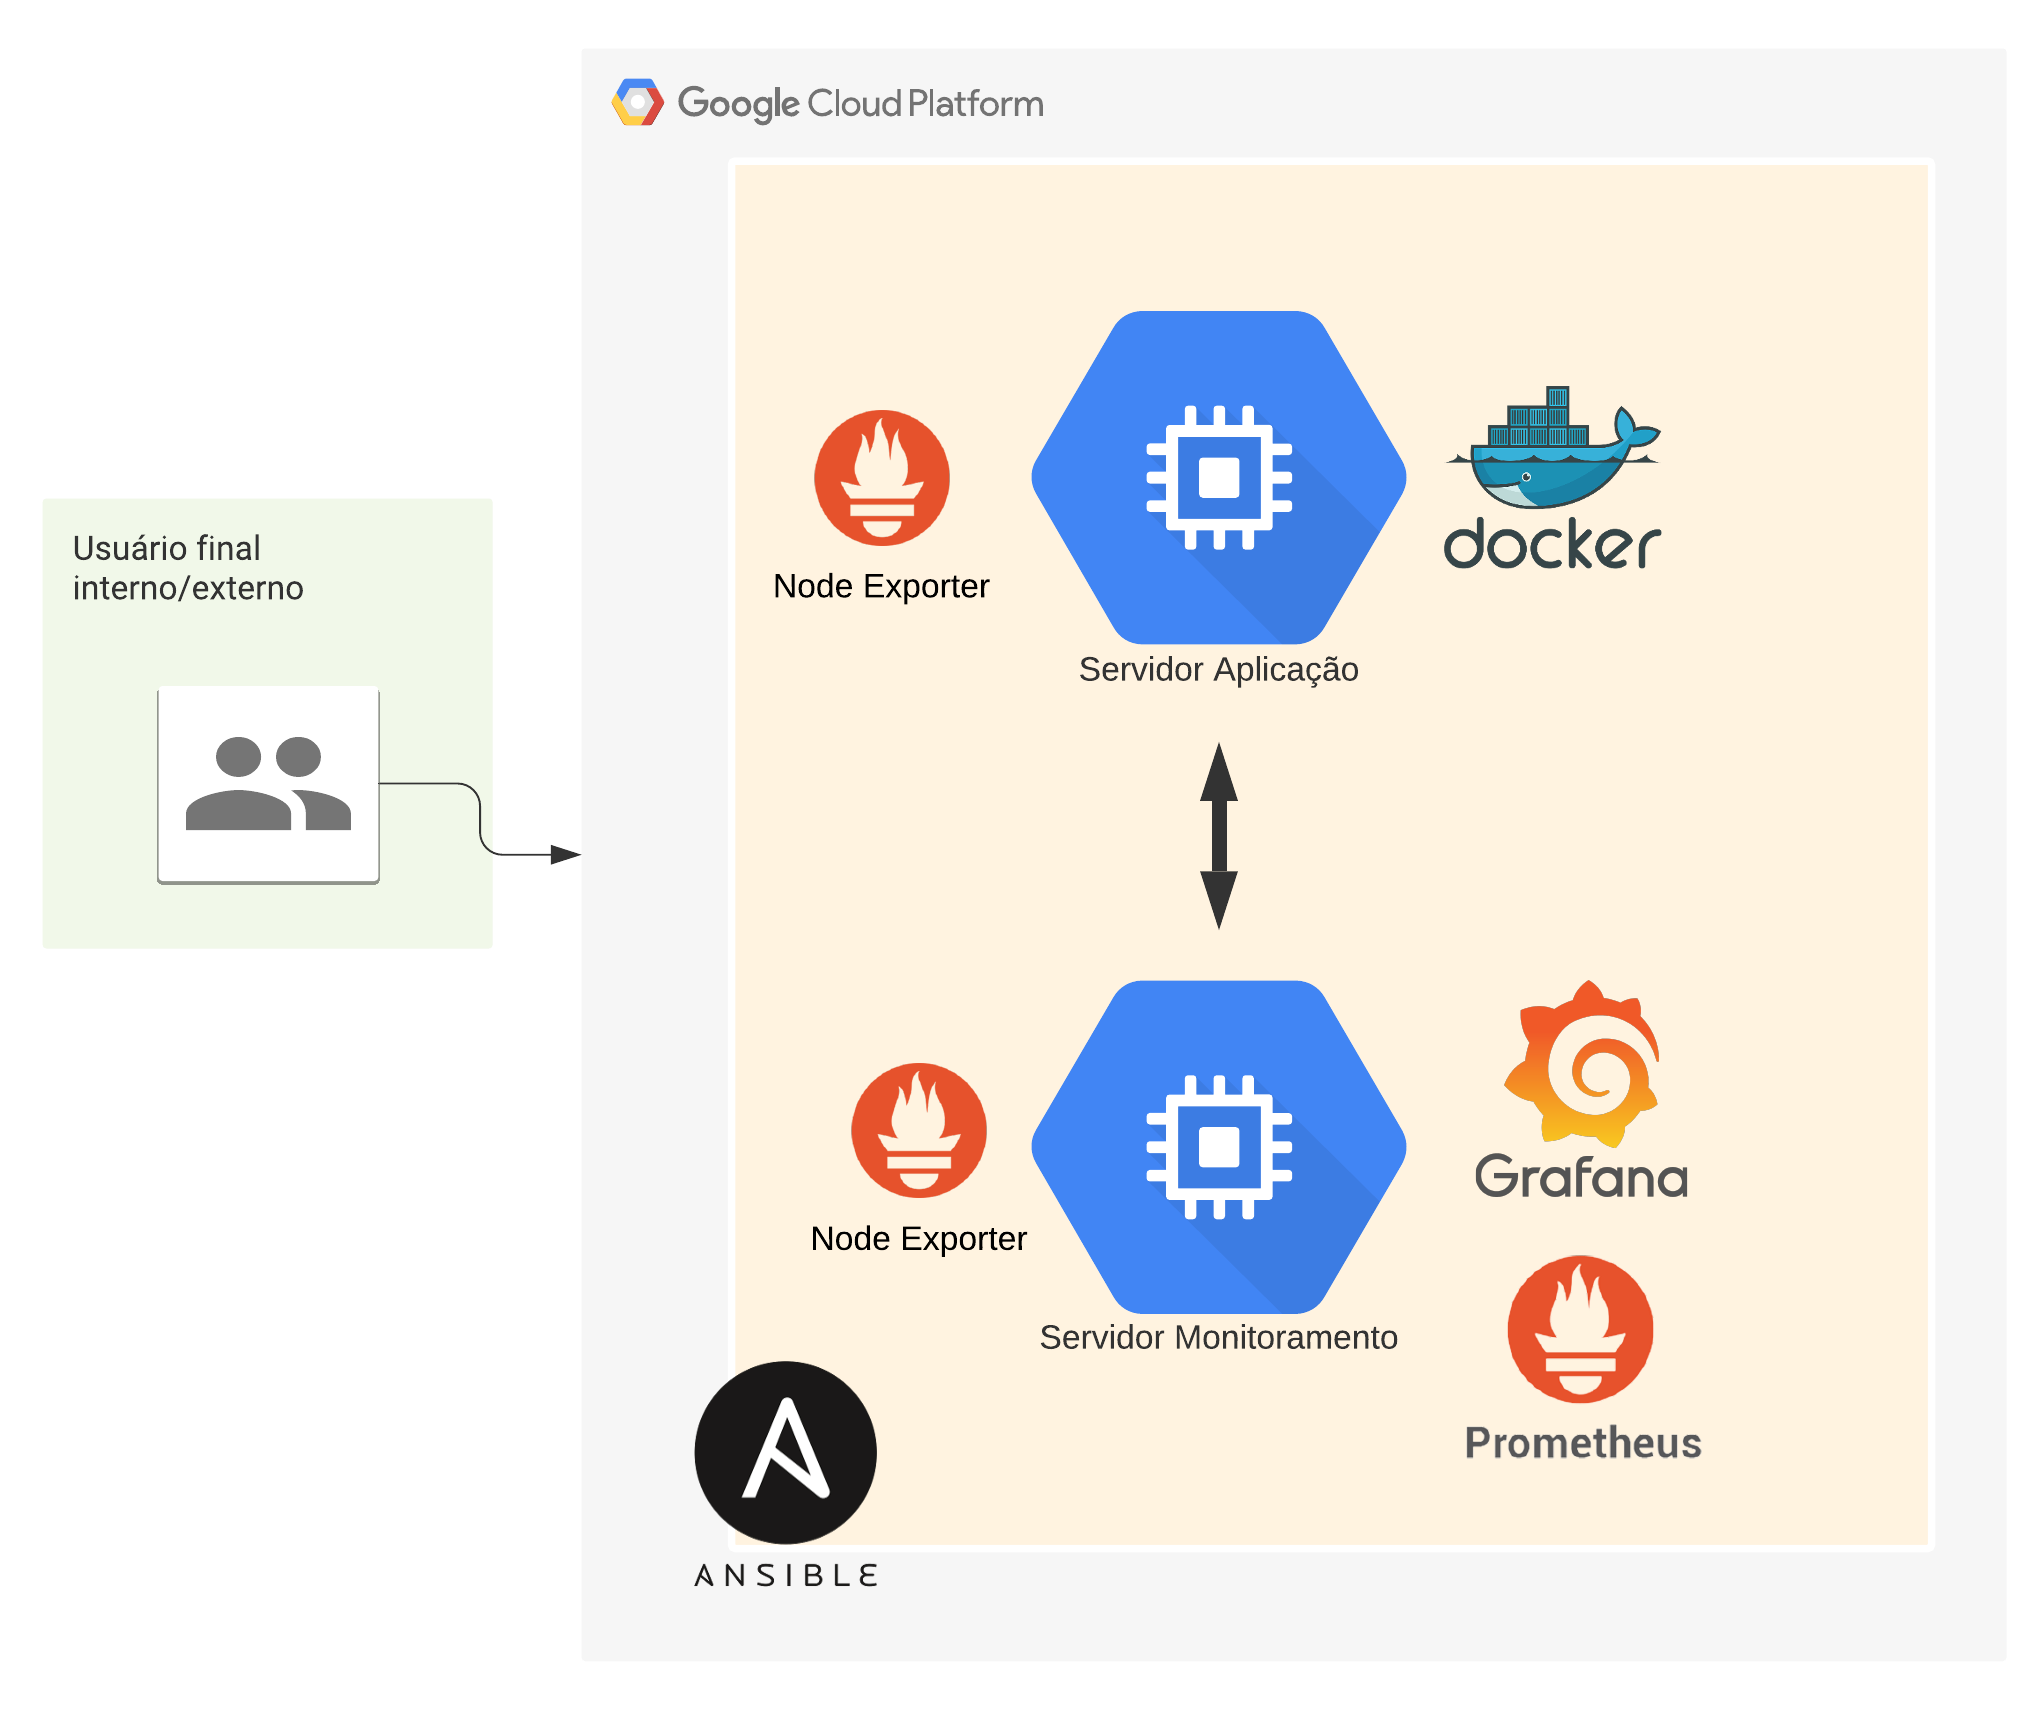 Google Cloud Platform
Usuário final
interno/externo
Node Exporter
docker
Servidor Aplicação
Grafana
Node Exporter
Servidor Monitoramento
Prometheus
ANSIBLE